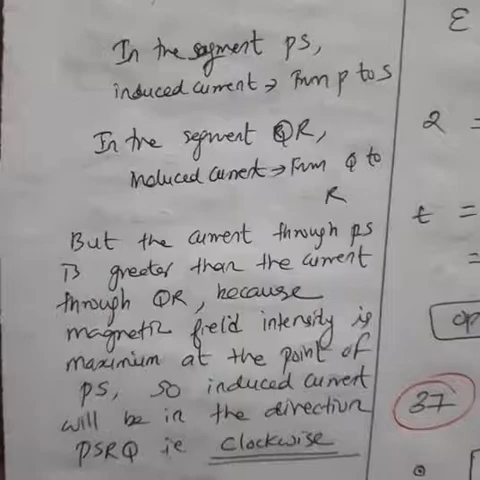 In the segment PS,
induced current → From P to S
In the segment QR,
induced current → From Q to
R
But the current through PS
is greater than the current
through QR, because
magnetic field intensity is
maximum at the point of
PS, so induced current
will be in the direction
PSRQ ie clockwise
ε
2 =
t =
=
op
37